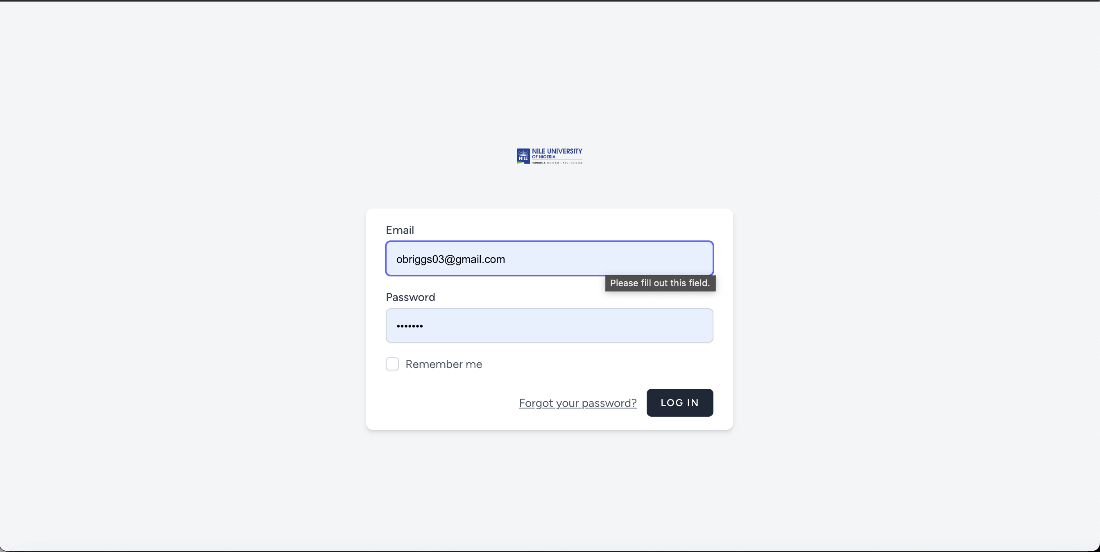 NILE UNIVERSITY
OF NIGERIA
Email
obriggs03@gmail.com
Please fill out this field.
Password
•••••••
Remember me
Forgot your password?
LOG IN